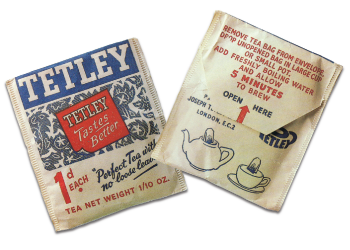 TETLEY
TETLEY
Tastes
Better
1d
EACH
"Perfect Tea with
no loose leaves
TEA NET WEIGHT 1/10 OZ.
REMOVE TEA BAG FROM ENVELOPE.
DROP UNOPENED BAG IN LARGE CUP
OR SMALL POT.
ADD FRESHLY BOILING WATER
AND ALLOW
5 MINUTES
TO BREW
OPEN HERE
JOSEPH T
LONDON, E.C.3
TETLEY